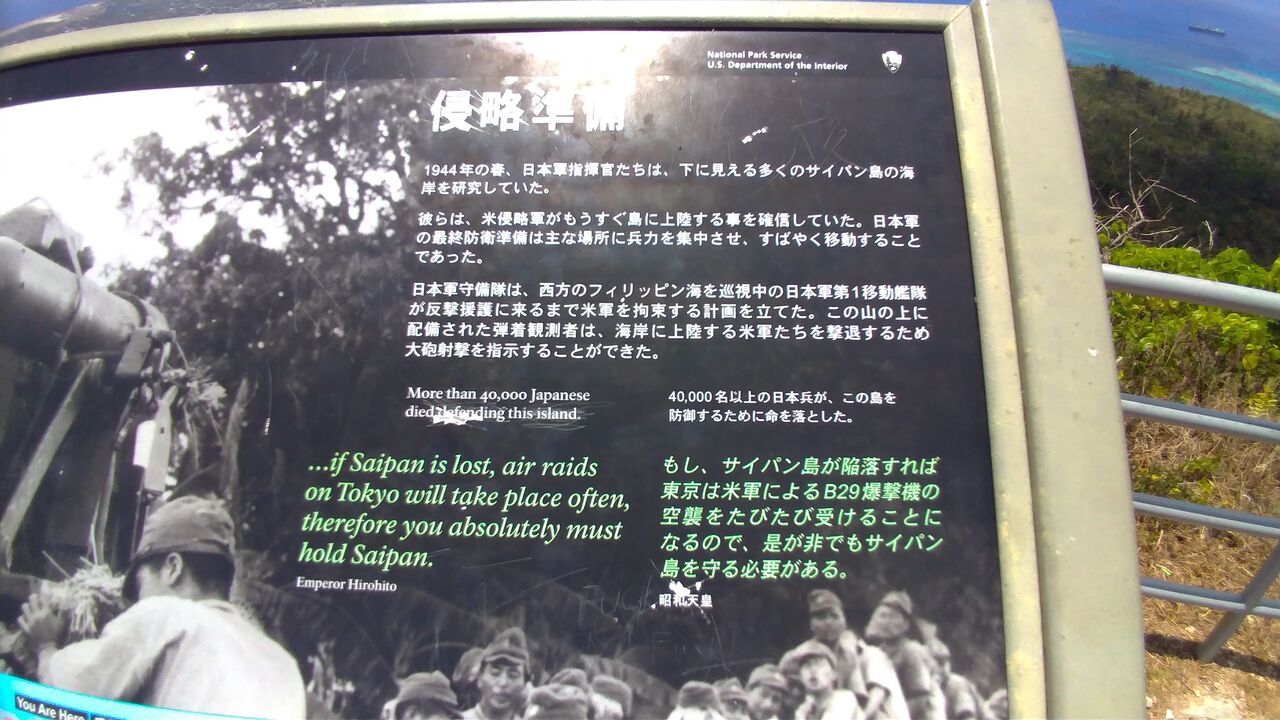 National Park Service
U.S. Department of the Interior
侵略準備
1944年の春、日本軍指揮官たちは、下に見える多くのサイパン島の海
岸を研究していた。
彼らは、米侵略軍がもうすぐ島に上陸する事を確信していた。日本軍
の最終防衛準備は主な場所に兵力を集中させ、すばやく移動すること
であった。
日本軍守備隊は、西方のフィリッピン海を巡視中の日本軍第1移動艦隊
が反撃援護に来るまで米軍を拘束する計画を立てた。この山の上に
配備された弾着観測者は、海岸に上陸する米軍たちを撃退するため
大砲射撃を指示することができた。
More than 40,000 Japanese
died defending this island.
40,000名以上の日本兵が、この島を
防御するために命を落とした。
...if Saipan is lost, air raids
on Tokyo will take place often,
therefore you absolutely must
hold Saipan.
Emperor Hirohito
もし、サイパン島が陥落すれば
東京は米軍によるB29爆撃機の
空襲をたびたび受けることに
なるので、是が非でもサイパン
島を守る必要がある。
昭和天皇
You Are Here